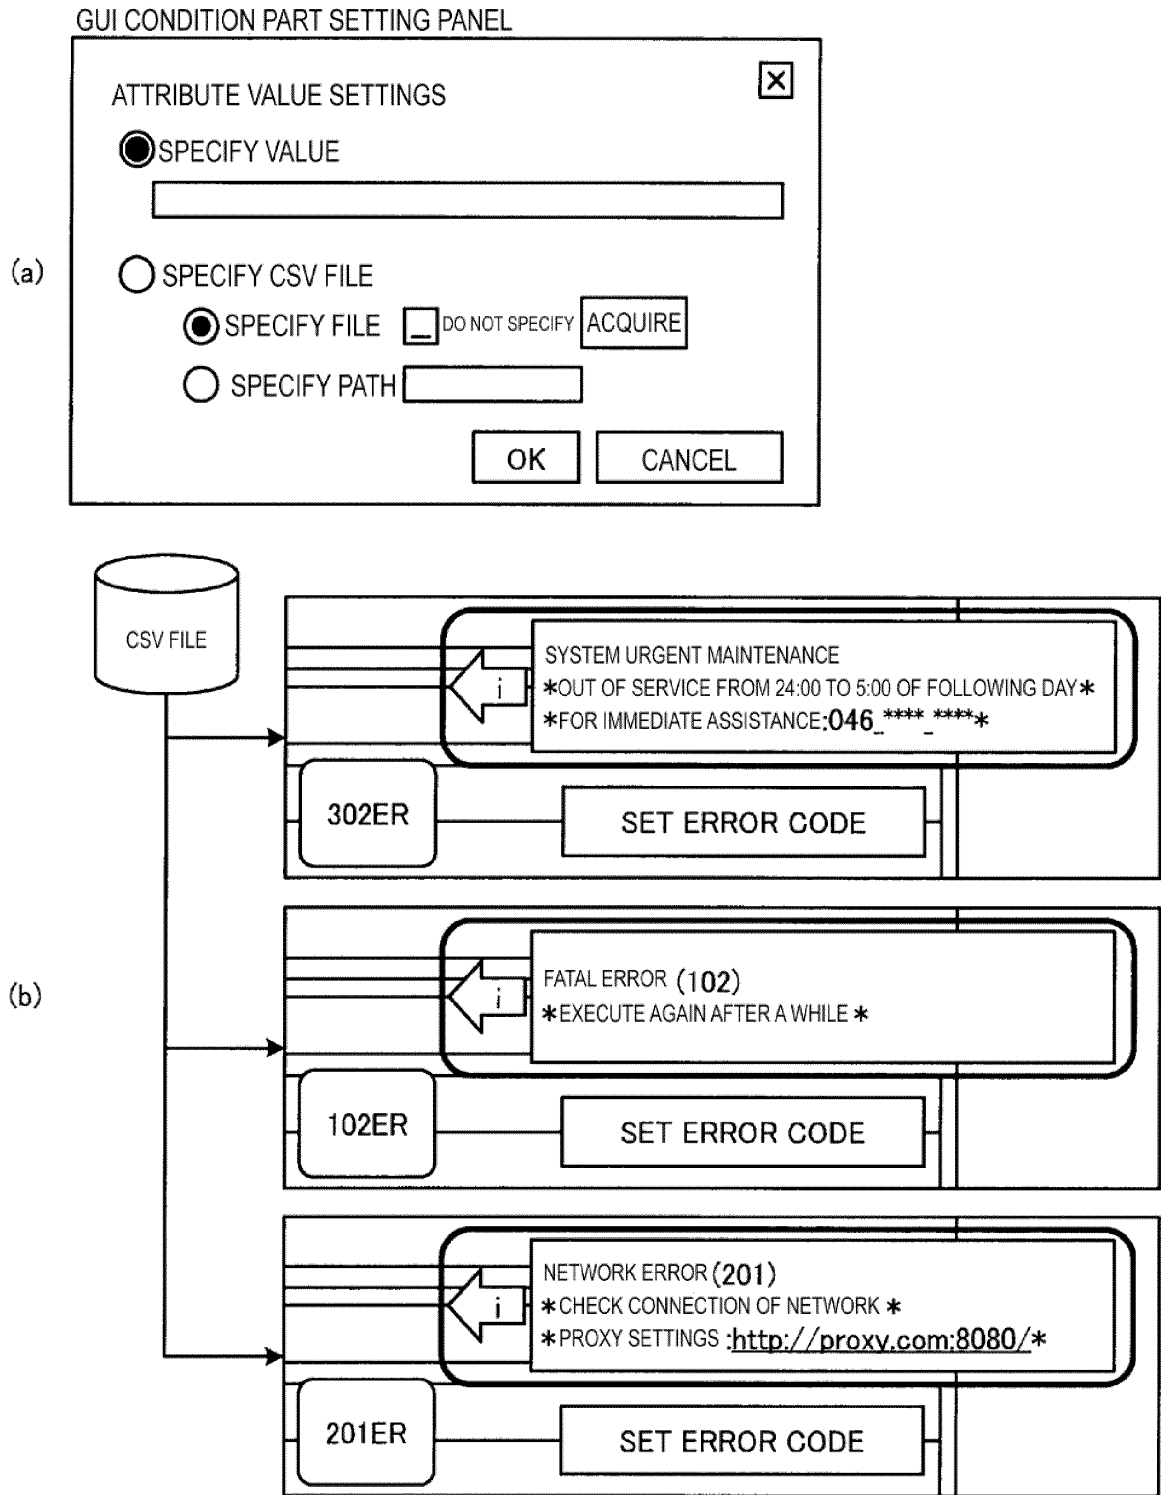 GUI CONDITION PART SETTING PANEL
ATTRIBUTE VALUE SETTINGS
SPECIFY VALUE
(a)
SPECIFY CSV FILE
SPECIFY FILE _ DO NOT SPECIFY ACQUIRE
SPECIFY PATH
OK CANCEL
CSV FILE
SYSTEM URGENT MAINTENANCE
*OUT OF SERVICE FROM 24:00 TO 5:00 OF FOLLOWING DAY*
i
*FOR IMMEDIATE ASSISTANCE:046_****_*****
302ER SET ERROR CODE
(b)
FATAL ERROR (102)
i
*EXECUTE AGAIN AFTER A WHILE *
102ER SET ERROR CODE
NETWORK ERROR (201)
i
*CHECK CONNECTION OF NETWORK *
*PROXY SETTINGS :http://proxy.com:8080/*
201ER SET ERROR CODE